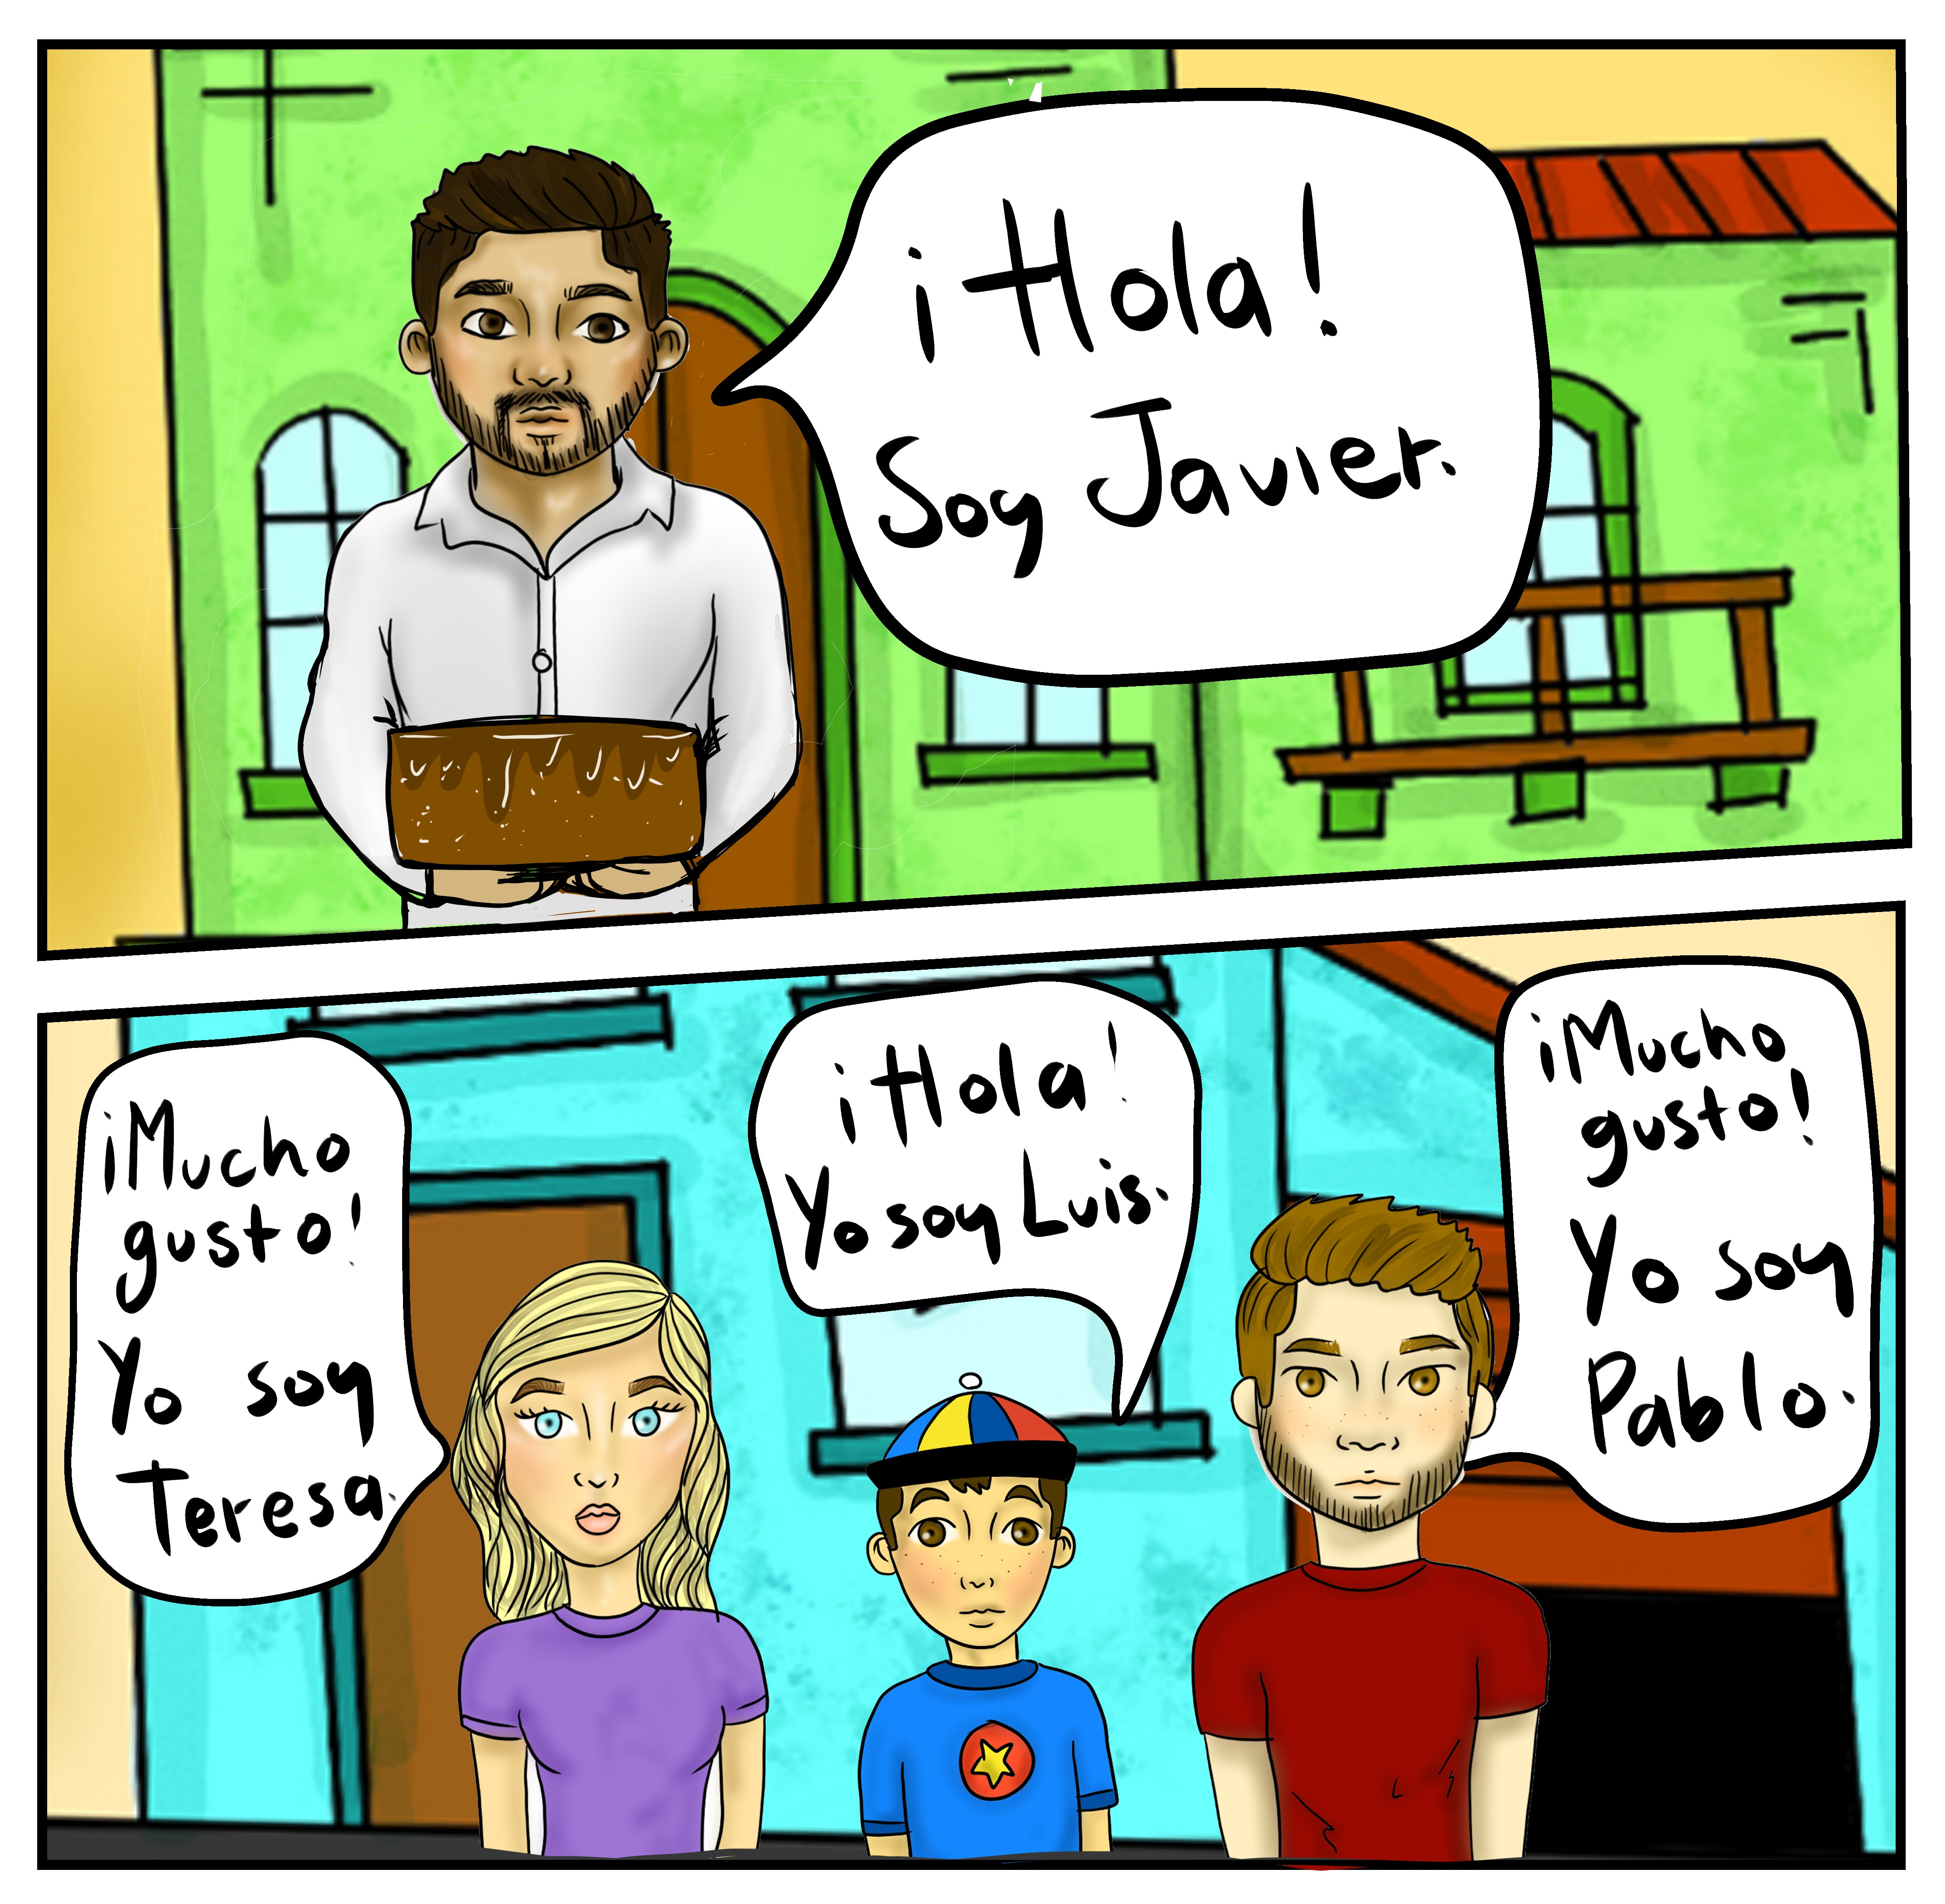 ¡Hola!
Soy Javier.
¡Mucho
gusto!
Yo soy
Teresa.
¡Hola!
Yo soy Luis.
¡Mucho
gusto!
Yo soy
Pablo.